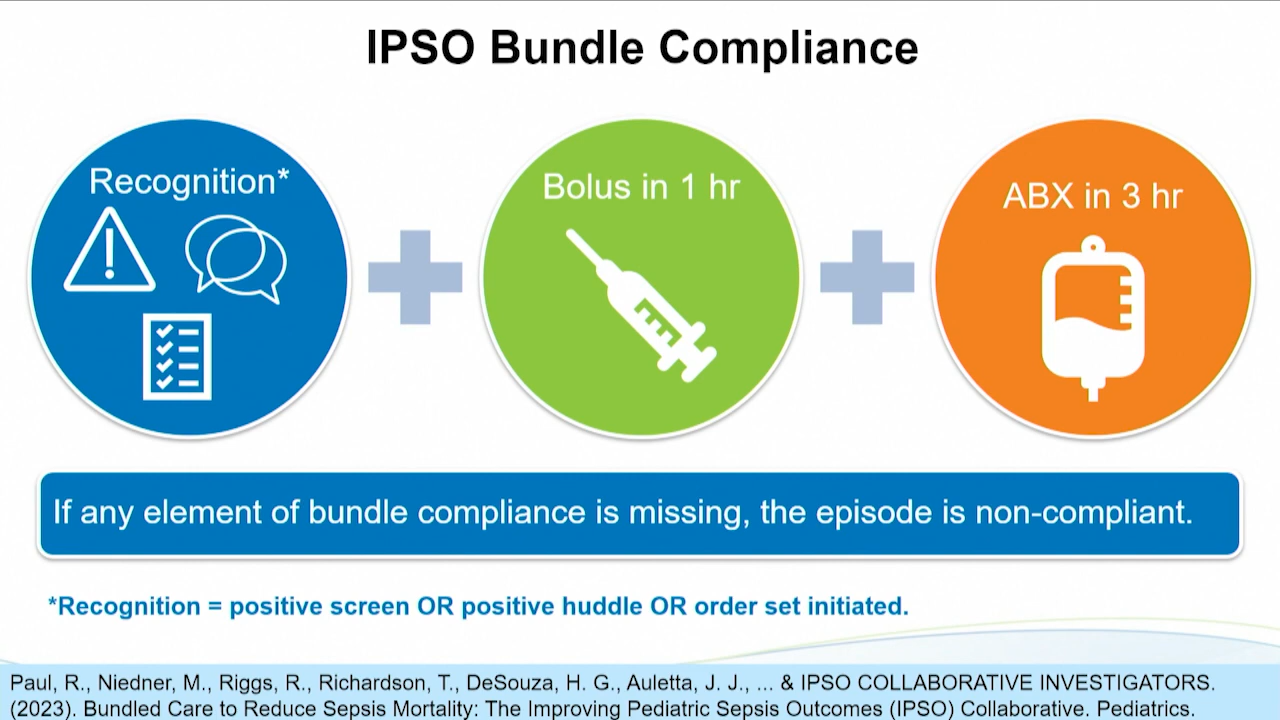 IPSO Bundle Compliance
Recognition*
Bolus in 1 hr
ABX in 3 hr
If any element of bundle compliance is missing, the episode is non-compliant.
*Recognition = positive screen OR positive huddle OR order set initiated.
Paul, R., Niedner, M., Riggs, R., Richardson, T., DeSouza, H. G., Auletta, J. J., ... & IPSO COLLABORATIVE INVESTIGATORS.
(2023). Bundled Care to Reduce Sepsis Mortality: The Improving Pediatric Sepsis Outcomes (IPSO) Collaborative. Pediatrics.